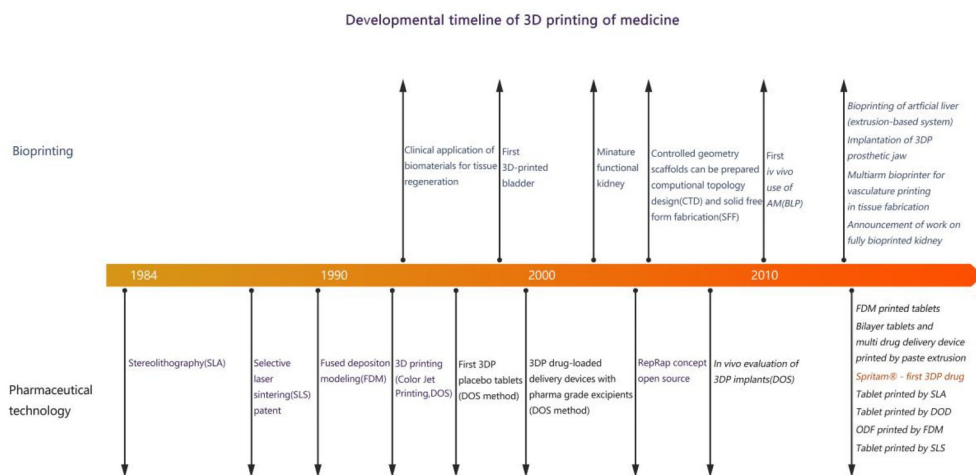 Developmental timeline of 3D printing of medicine
Bioprinting
Clinical application of
biomaterials for tissue
regeneration
First
3D-printed
bladder
Minature
functional
kidney
Controlled geometry
scaffolds can be prepared
computional topology
design(CTD) and solid free
form fabrication(SFF)
First
iv vivo
use of
AM(BLP)
Bioprinting of artficial liver
(extrusion-based system)
Implantation of 3DP
prosthetic jaw
Multiarm bioprinter for
vasculature printing
in tissue fabrication
Announcement of work on
fully bioprinted kidney
1984
1990
2000
2010
Pharmaceutical
technology
Stereolithography(SLA)
Selective
laser
sintering(SLS)
patent
Fused depositon
modeling(FDM)
3D printing
(Color Jet
Printing,DOS)
First 3DP
placebo tablets
(DOS method)
3DP drug-loaded
delivery devices with
pharma grade excipients
(DOS method)
RepRap concept
open source
In vivo evaluation of
3DP implants(DOS)
FDM printed tablets
Bilayer tablets and
multi drug delivery device
printed by paste extrusion
Spritam® - first 3DP drug
Tablet printed by SLA
Tablet printed by DOD
ODF printed by FDM
Tablet printed by SLS